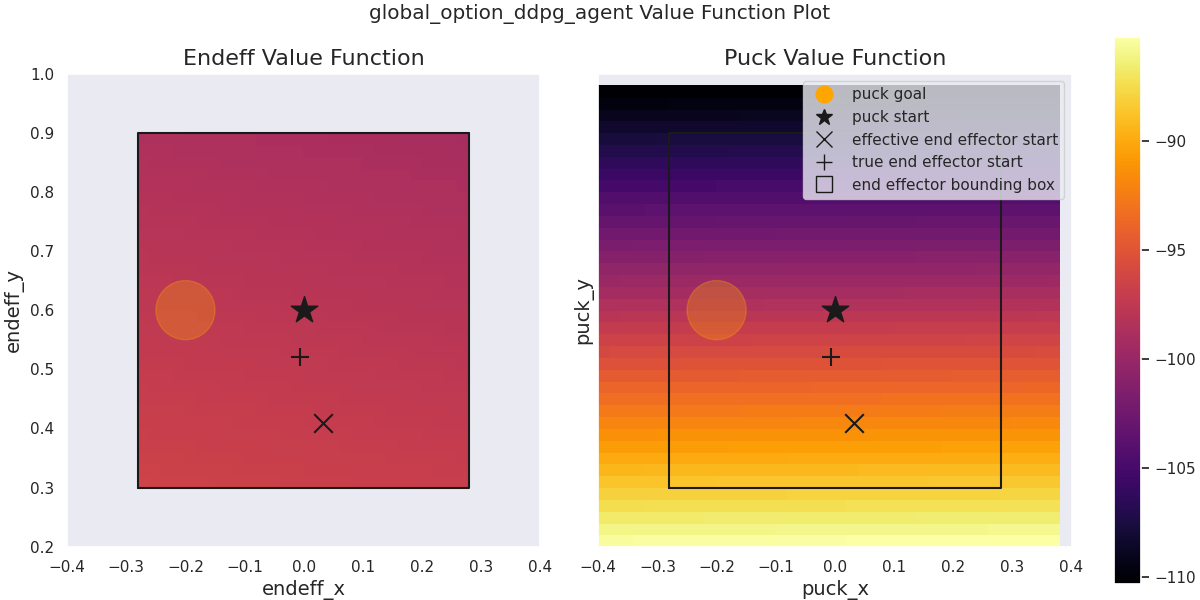 global_option_ddpg_agent Value Function Plot
Endeff Value Function
1.0
0.9
0.8
0.7
0.6
0.5
0.4
0.3
0.2
endeff_y
−0.4 −0.3 −0.2 −0.1 0.0 0.1 0.2 0.3 0.4
endeff_x
Puck Value Function
puck goal
puck start
effective end effector start
true end effector start
end effector bounding box
puck_y
−0.4 −0.3 −0.2 −0.1 0.0 0.1 0.2 0.3 0.4
puck_x
−90
−95
−100
−105
−110